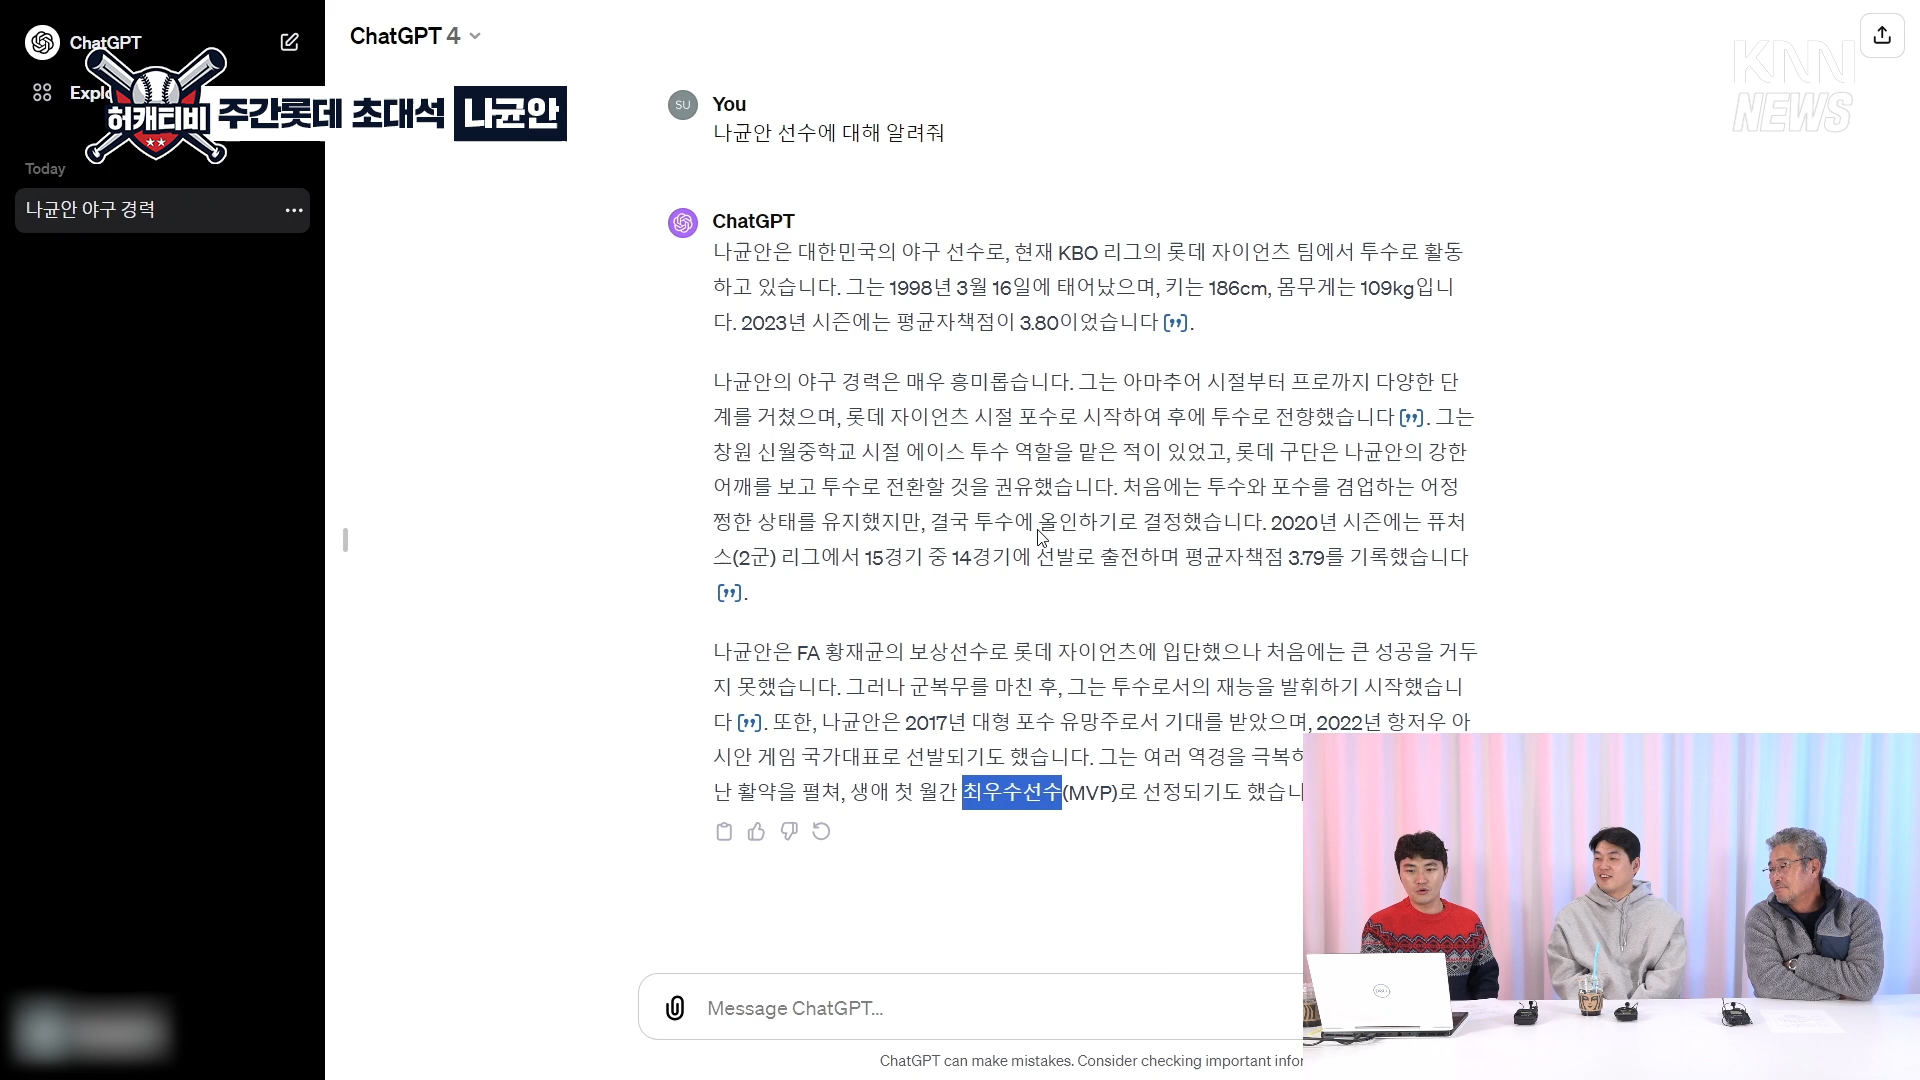 ChatGPT
Explo
허캐티비
주간롯데 초대석 나균안
Today
나균안 야구 경력
ChatGPT 4
KNN
NEWS
SU
You
나균안 선수에 대해 알려줘
ChatGPT
나균안은 대한민국의 야구 선수로, 현재 KBO 리그의 롯데 자이언츠 팀에서 투수로 활동
하고 있습니다. 그는 1998년 3월 16일에 태어났으며, 키는 186cm, 몸무게는 109kg입니
다. 2023년 시즌에는 평균자책점이 3.80이었습니다 [”].
나균안의 야구 경력은 매우 흥미롭습니다. 그는 아마추어 시절부터 프로까지 다양한 단
계를 거쳤으며, 롯데 자이언츠 시절 포수로 시작하여 후에 투수로 전향했습니다 [”]. 그는
창원 신월중학교 시절 에이스 투수 역할을 맡은 적이 있었고, 롯데 구단은 나균안의 강한
어깨를 보고 투수로 전환할 것을 권유했습니다. 처음에는 투수와 포수를 겸업하는 어정
쩡한 상태를 유지했지만, 결국 투수에 올인하기로 결정했습니다. 2020년 시즌에는 퓨처
스(2군) 리그에서 15경기 중 14경기에 선발로 출전하며 평균자책점 3.79를 기록했습니다
[”].
나균안은 FA 황재균의 보상선수로 롯데 자이언츠에 입단했으나 처음에는 큰 성공을 거두
지 못했습니다. 그러나 군복무를 마친 후, 그는 투수로서의 재능을 발휘하기 시작했습니
다 [”]. 또한, 나균안은 2017년 대형 포수 유망주로서 기대를 받았으며, 2022년 항저우 아
시안 게임 국가대표로 선발되기도 했습니다. 그는 여러 역경을 극복하
난 활약을 펼쳐, 생애 첫 월간 최우수선수(MVP)로 선정되기도 했습니
Message ChatGPT...
ChatGPT can make mistakes. Consider checking important infor
DELL